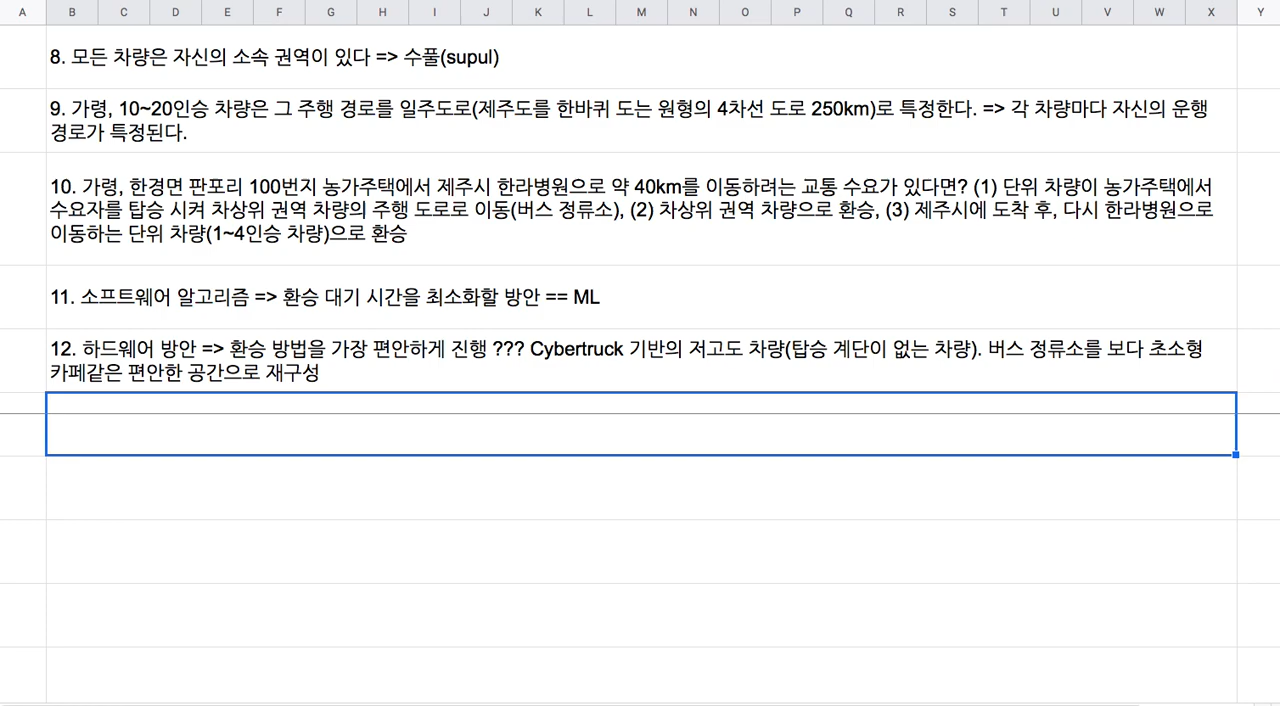 A B C D E F G H I J K L M N O P Q R S T U V W X Y
8. 모든 차량은 자신의 소속 권역이 있다 => 수풀(supul)
9. 가령, 10~20인승 차량은 그 주행 경로를 일주도로(제주도를 한바퀴 도는 원형의 4차선 도로 250km)로 특정한다. => 각 차량마다 자신의 운행
경로가 특정된다.
10. 가령, 한경면 판포리 100번지 농가주택에서 제주시 한라병원으로 약 40km를 이동하려는 교통 수요가 있다면? (1) 단위 차량이 농가주택에서
수요자를 탑승 시켜 차상위 권역 차량의 주행 도로로 이동(버스 정류소), (2) 차상위 권역 차량으로 환승, (3) 제주시에 도착 후, 다시 한라병원으로
이동하는 단위 차량(1~4인승 차량)으로 환승
11. 소프트웨어 알고리즘 => 환승 대기 시간을 최소화할 방안 == ML
12. 하드웨어 방안 => 환승 방법을 가장 편안하게 진행 ??? Cybertruck 기반의 저고도 차량(탑승 계단이 없는 차량). 버스 정류소를 보다 초소형
카페같은 편안한 공간으로 재구성